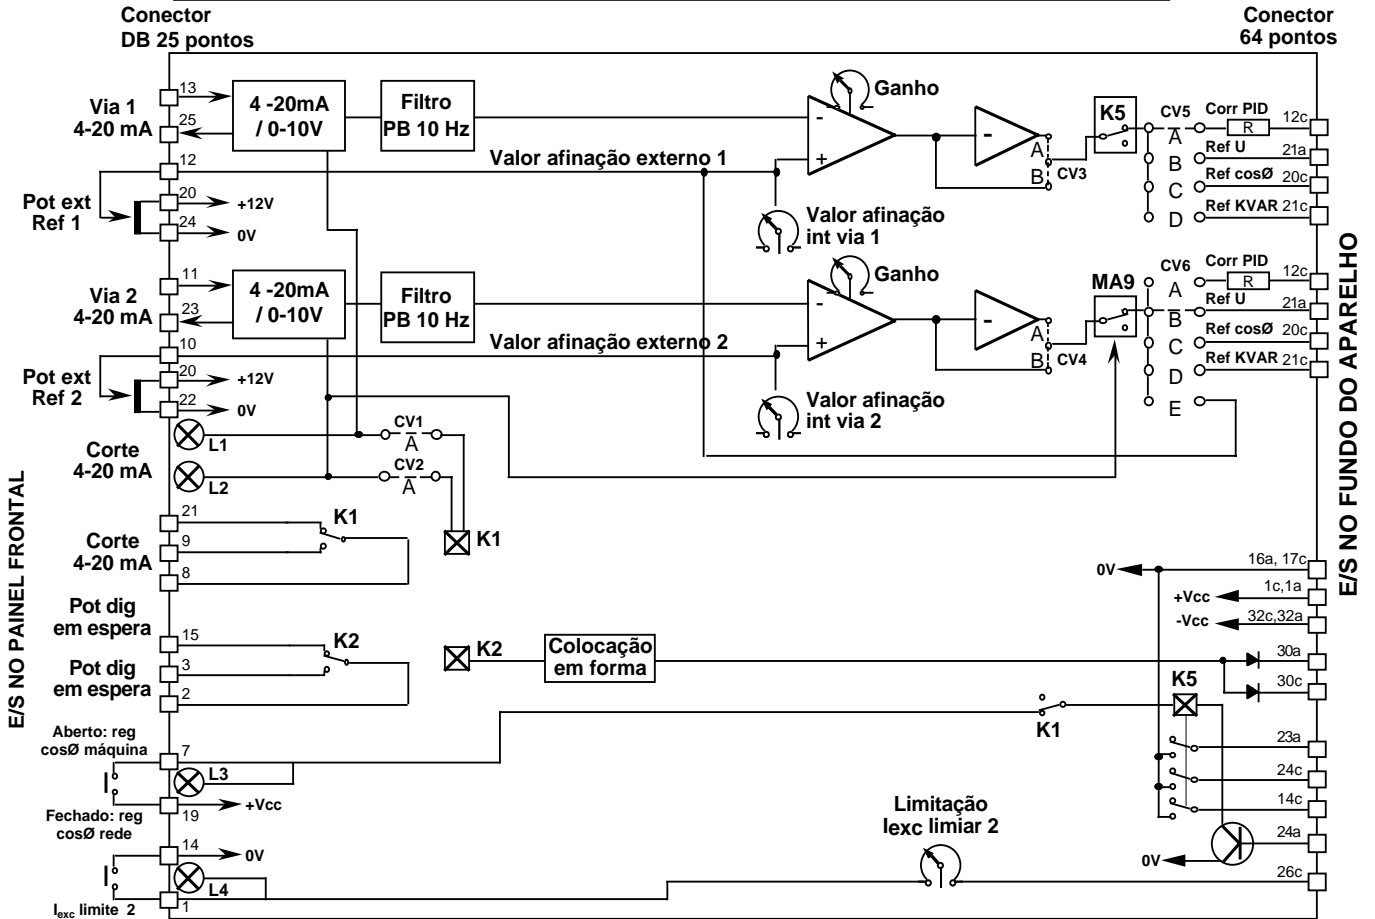 Conector
DB 25 pontos
Conector
64 pontos
E/S NO PAINEL FRONTAL
E/S NO FUNDO DO APARELHO
Via 1
4-20 mA
13
25
4 -20mA
/ 0-10V
Filtro
PB 10 Hz
Ganho
-
+
-
A
B
CV3
K5
CV5
A
B
C
D
Corr PID
R
12c
Ref U
21a
Ref cosØ
20c
Ref KVAR
21c
12
Valor afinação externo 1
Pot ext
Ref 1
20
+12V
24
0V
Valor afinação
int via 1
Via 2
4-20 mA
11
23
4 -20mA
/ 0-10V
Filtro
PB 10 Hz
Ganho
-
+
-
A
B
CV4
MA9
CV6
A
B
C
D
E
Corr PID
R
12c
Ref U
21a
Ref cosØ
20c
Ref KVAR
21c
10
Valor afinação externo 2
Pot ext
Ref 2
20
+12V
22
0V
Valor afinação
int via 2
Corte
4-20 mA
L1
L2
CV1
A
CV2
A
K1
Corte
4-20 mA
21
9
8
K1
Pot dig
em espera
Pot dig
em espera
15
3
2
K2
K2
Colocação
em forma
0V
16a, 17c
+Vcc
1c,1a
-Vcc
32c,32a
30a
30c
K5
K1
23a
24c
14c
24a
0V
26c
Aberto: reg
cosØ máquina
7
L3
+Vcc
19
Fechado: reg
cosØ rede
14
0V
L4
1
Iexc limite 2
Limitação
Iexc limiar 2